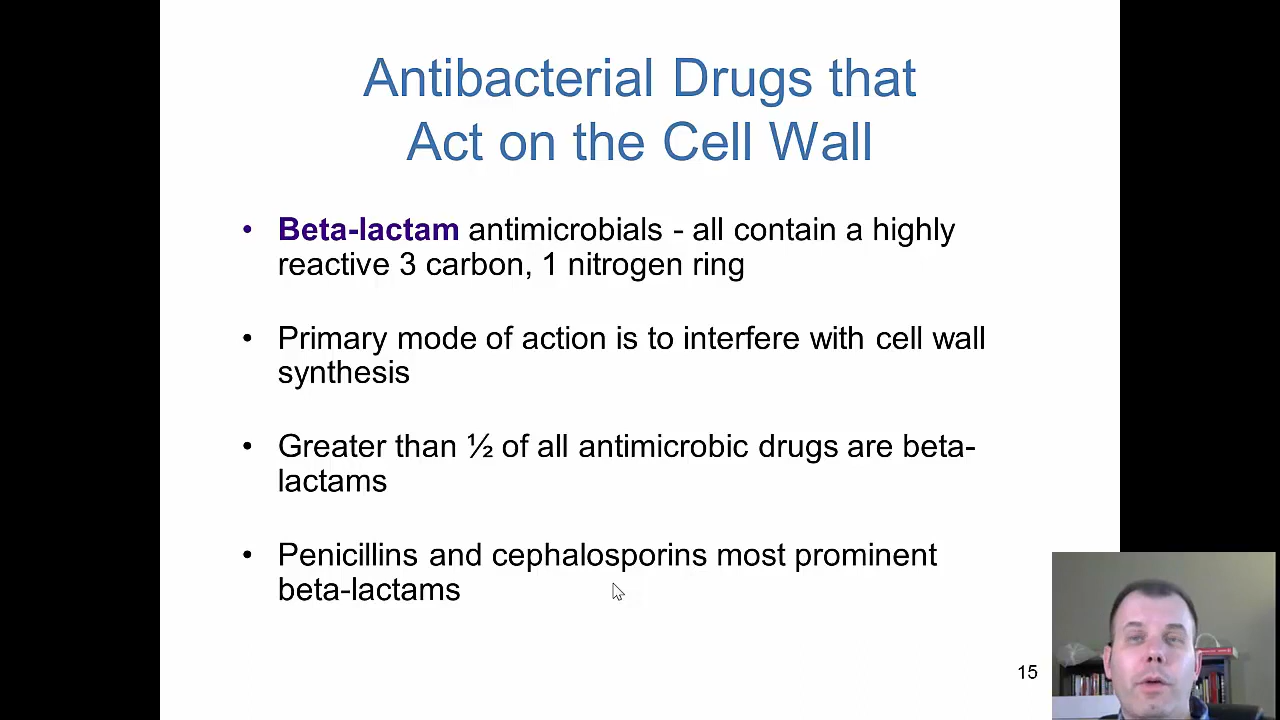 Antibacterial Drugs that
Act on the Cell Wall
• Beta-lactam antimicrobials - all contain a highly
reactive 3 carbon, 1 nitrogen ring
• Primary mode of action is to interfere with cell wall
synthesis
• Greater than ½ of all antimicrobic drugs are beta-
lactams
• Penicillins and cephalosporins most prominent
beta-lactams
15